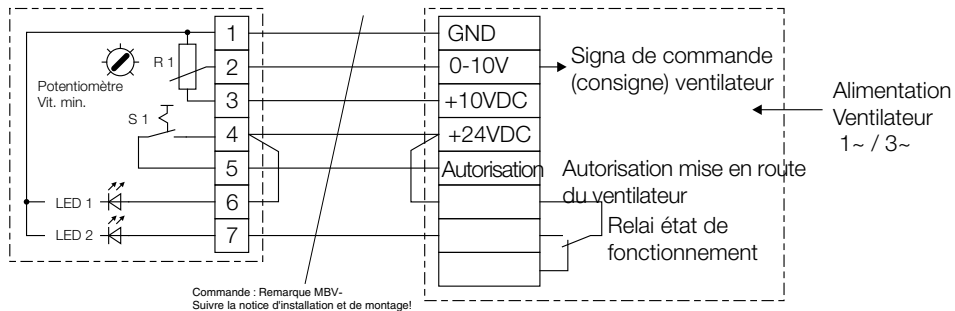 1
GND
R 1
2
0-10V
Signa de commande
(consigne) ventilateur
Potentiomètre
Vit. min.
3
+10VDC
Alimentation
Ventilateur
1~ / 3~
S 1
4
+24VDC
5
Autorisation
Autorisation mise en route
du ventilateur
LED 1
6
Relai état de
fonctionnement
LED 2
7
Commande : Remarque MBV-
Suivre la notice d'installation et de montage!